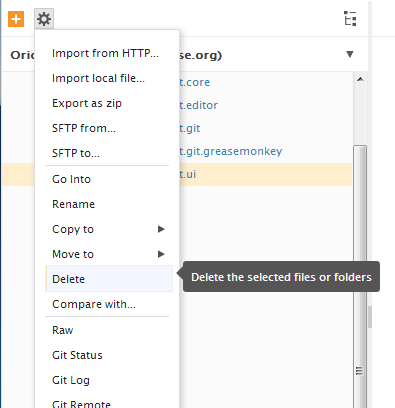 Orio
se.org)
Import from HTTP...
Import local file...
t.core
Export as zip
t.editor
SFTP from...
t.git
SFTP to...
t.git.greasemonkey
Go Into
t.ui
Rename
Copy to
Move to
Delete
Delete the selected files or folders
Compare with...
Raw
Git Status
Git Log
Git Remote